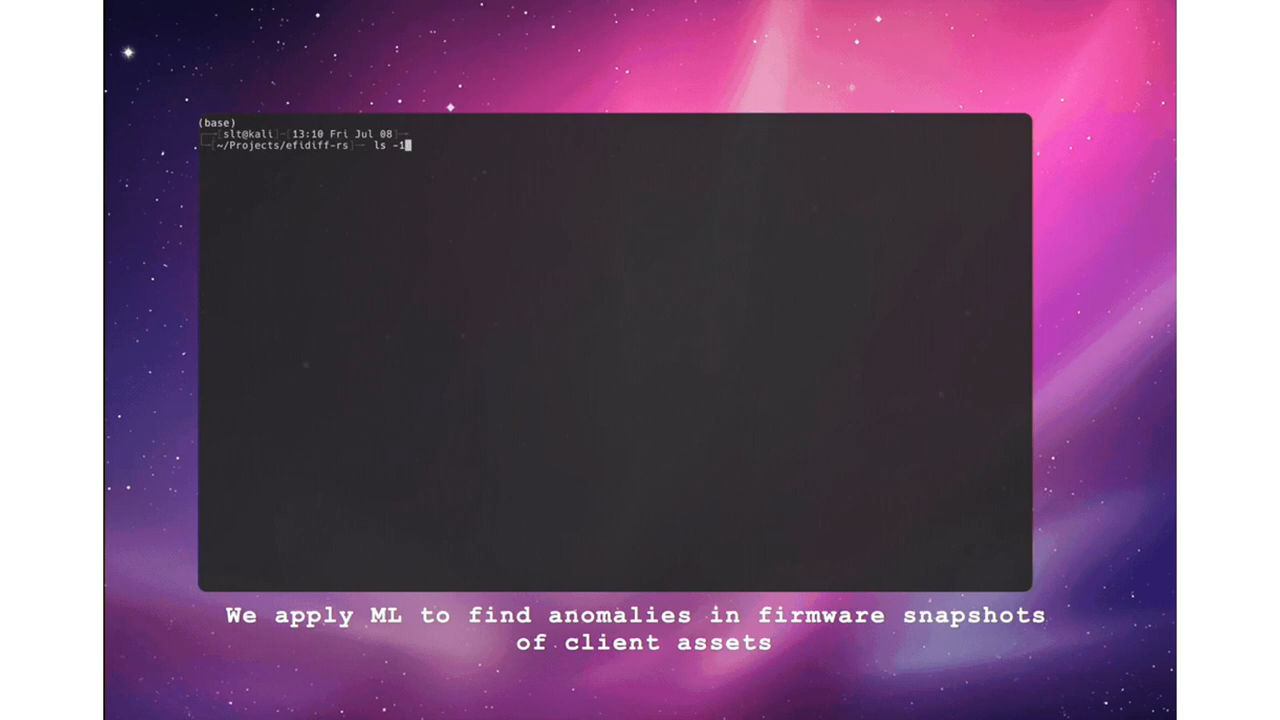 (base)
┌─[slt@kali]-[13:10 Fri Jul 08]─
└─[~/Projects/efidiff-rs]─ ls -1
We apply ML to find anomalies in firmware snapshots
of client assets